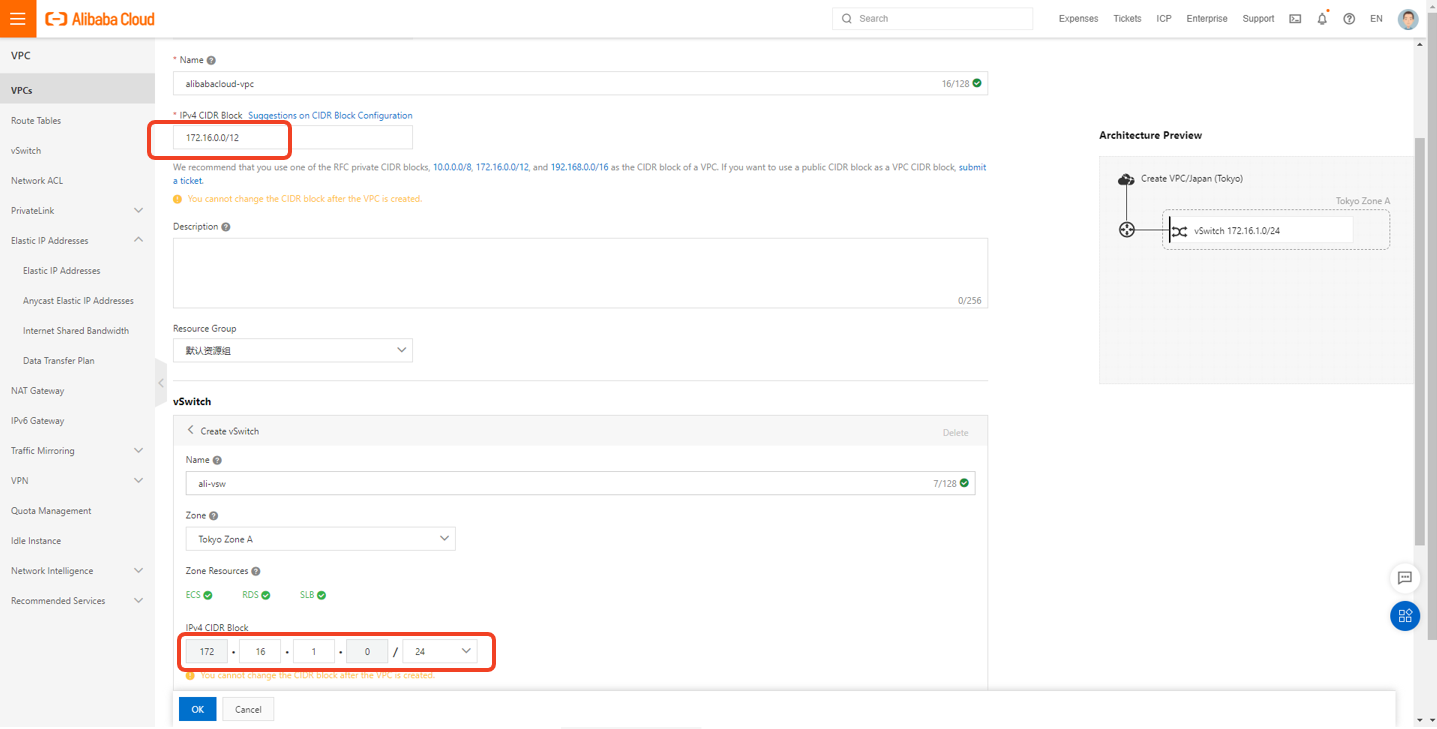 Alibaba Cloud
Search
Expenses Tickets ICP Enterprise Support EN
VPC
VPCs
Route Tables
vSwitch
Network ACL
PrivateLink
Elastic IP Addresses
Elastic IP Addresses
Anycast Elastic IP Addresses
Internet Shared Bandwidth
Data Transfer Plan
NAT Gateway
IPv6 Gateway
Traffic Mirroring
VPN
Quota Management
Idle Instance
Network Intelligence
Recommended Services
* Name
alibabacloud-vpc 16/128
* IPv4 CIDR Block Suggestions on CIDR Block Configuration
172.16.0.0/12
We recommend that you use one of the RFC private CIDR blocks, 10.0.0.0/8, 172.16.0.0/12, and 192.168.0.0/16 as the CIDR block of a VPC. If you want to use a public CIDR block as a VPC CIDR block, submit
a ticket.
You cannot change the CIDR block after the VPC is created.
Description
0/256
Resource Group
默认资源组
vSwitch
Create vSwitch Delete
Name
ali-vsw 7/128
Zone
Tokyo Zone A
Zone Resources
ECS RDS SLB
IPv4 CIDR Block
172 • 16 • 1 • 0 / 24
You cannot change the CIDR block after the VPC is created.
OK Cancel
Architecture Preview
Create VPC/Japan (Tokyo)
Tokyo Zone A
vSwitch 172.16.1.0/24